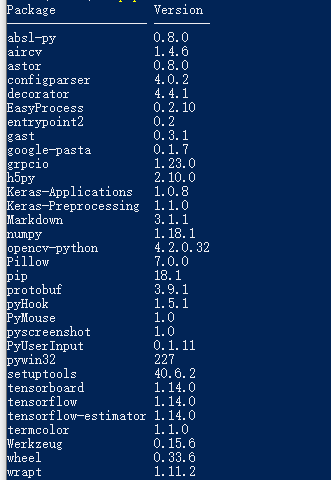 Package Version
absl-py 0.8.0
aircv 1.4.6
astor 0.8.0
configparser 4.0.2
decorator 4.4.1
EasyProcess 0.2.10
entrypoint2 0.2
gast 0.3.1
google-pasta 0.1.7
grpcio 1.23.0
h5py 2.10.0
Keras-Applications 1.0.8
Keras-Preprocessing 1.1.0
Markdown 3.1.1
numpy 1.18.1
opencv-python 4.2.0.32
Pillow 7.0.0
pip 18.1
protobuf 3.9.1
pyHook 1.5.1
PyMouse 1.0
pyscreenshot 1.0
PyUserInput 0.1.11
pywin32 227
setuptools 40.6.2
tensorboard 1.14.0
tensorflow 1.14.0
tensorflow-estimator 1.14.0
termcolor 1.1.0
Werkzeug 0.15.6
wheel 0.33.6
wrapt 1.11.2